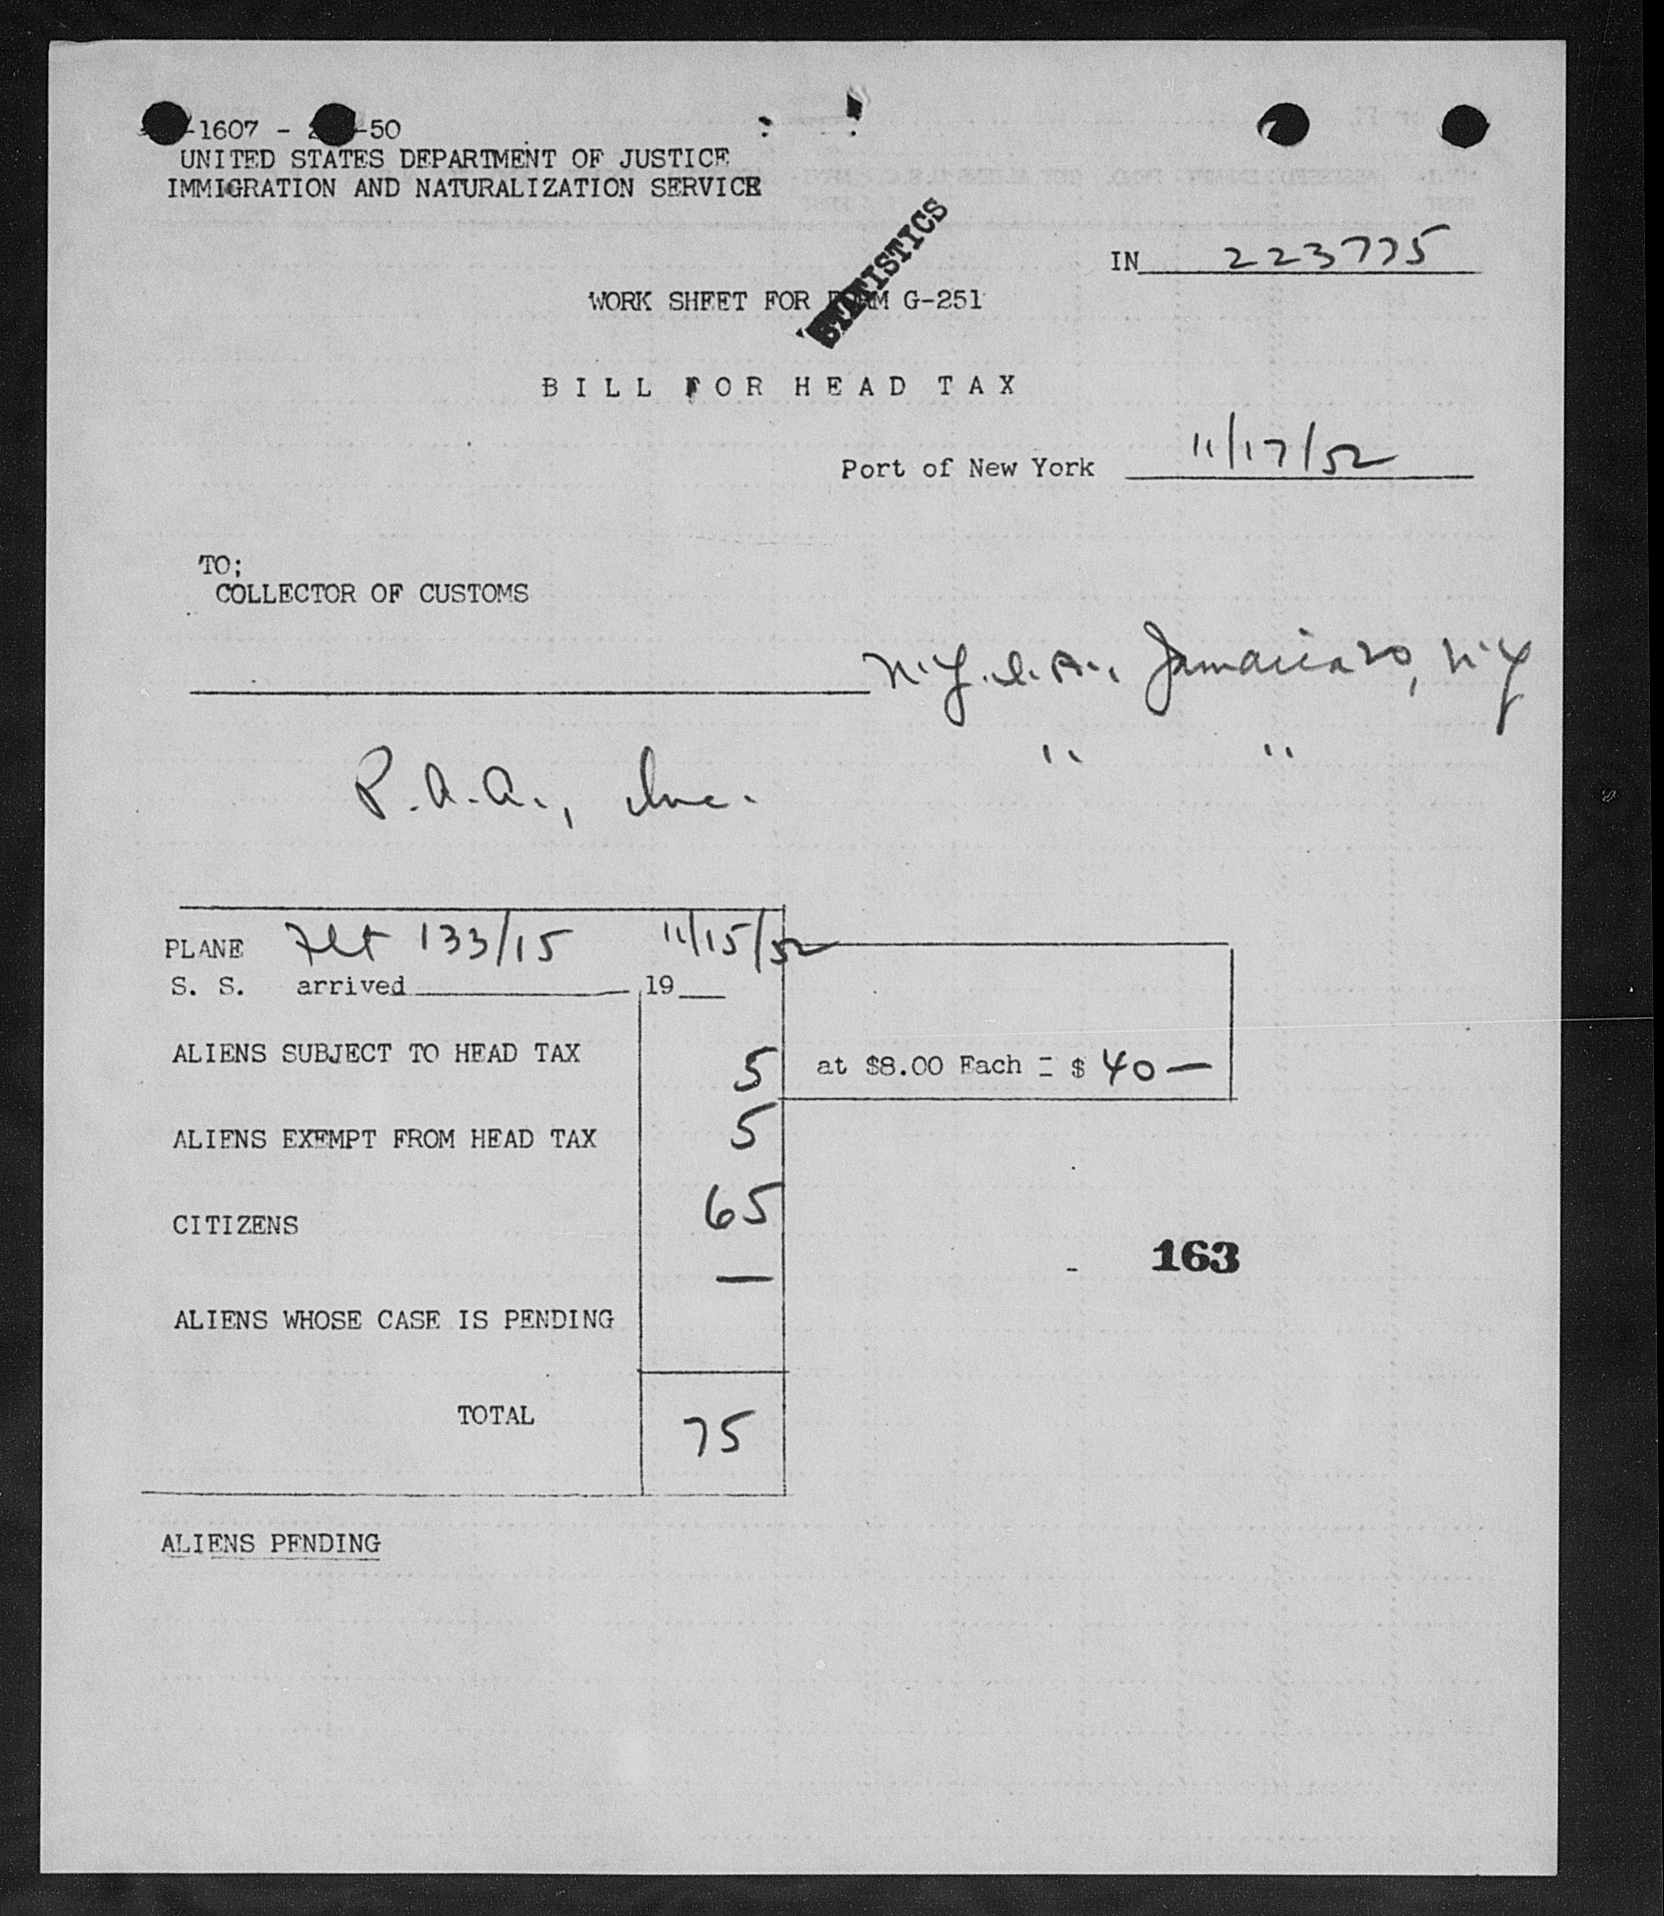 -1607 - -50
UNITED STATES DEPARTMENT OF JUSTICE
IMMIGRATION AND NATURALIZATION SERVICE
STATISTICS
IN 223775
WORK SHEET FOR FORM G-251
BILL FOR HEAD TAX
Port of New York 11/17/52
TO;
COLLECTOR OF CUSTOMS
N.Y.I.A., Jamaica 20, N.Y
P.A.A., Inc. " "
PLANE Flt 133/15 11/15/52
S. S. arrived 19
ALIENS SUBJECT TO HEAD TAX 5 at $8.00 Each = $ 40 —
ALIENS EXEMPT FROM HEAD TAX 5
CITIZENS 65
163
—
ALIENS WHOSE CASE IS PENDING
TOTAL 75
ALIENS PENDING